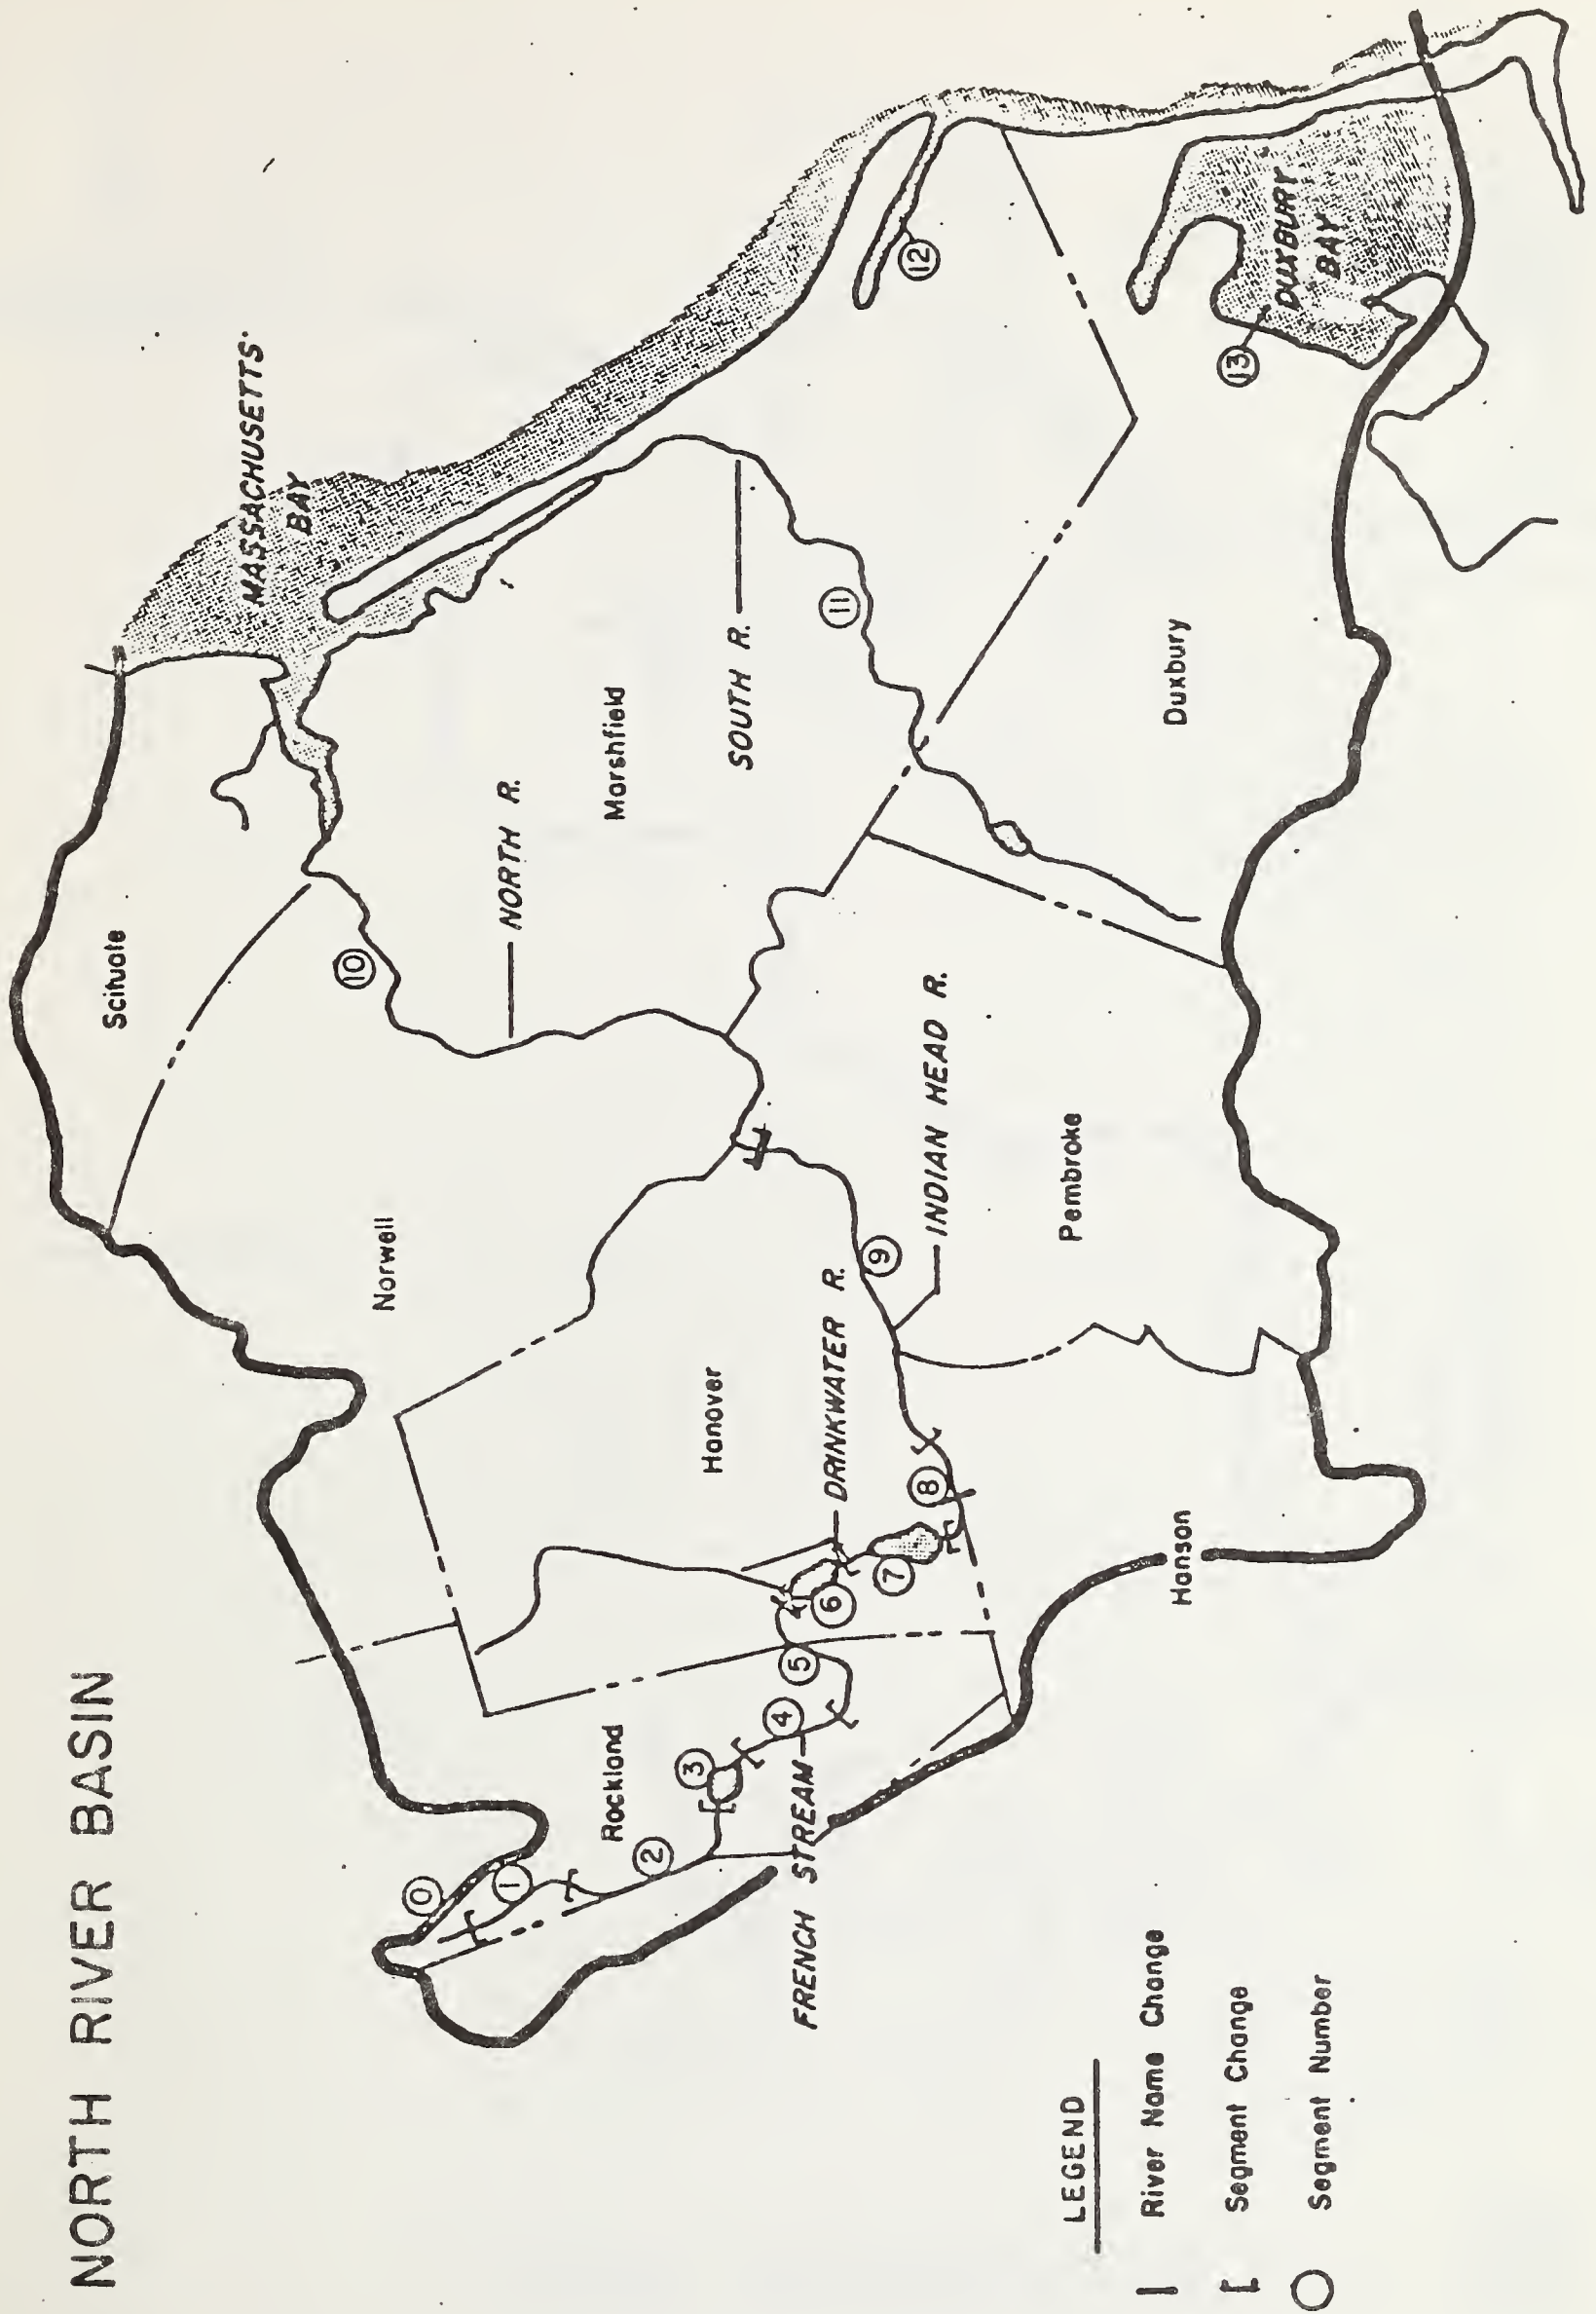 NORTH RIVER BASIN
MASSACHUSETTS
BAY
Scituate
10
NORTH R.
Marshfield
SOUTH R.
11
12
DUXBURY
BAY
13
Duxbury
Norwell
Hanover
DRINKWATER R.
9
INDIAN HEAD R.
Pembroke
Hanson
Rockland
0
1
2
3
4
5
6
7
8
FRENCH STREAM
LEGEND
River Name Change
Segment Change
Segment Number